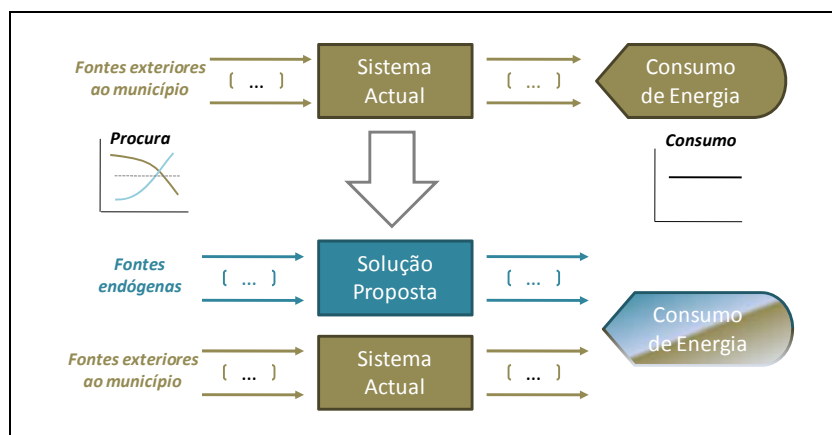 Fontes exteriores
ao município
( ... )
Sistema
Actual
( ... )
Consumo
de Energia
Procura
Consumo
Fontes
endógenas
( ... )
Solução
Proposta
( ... )
Consumo
de Energia
Fontes exteriores
ao município
( ... )
Sistema
Actual
( ... )